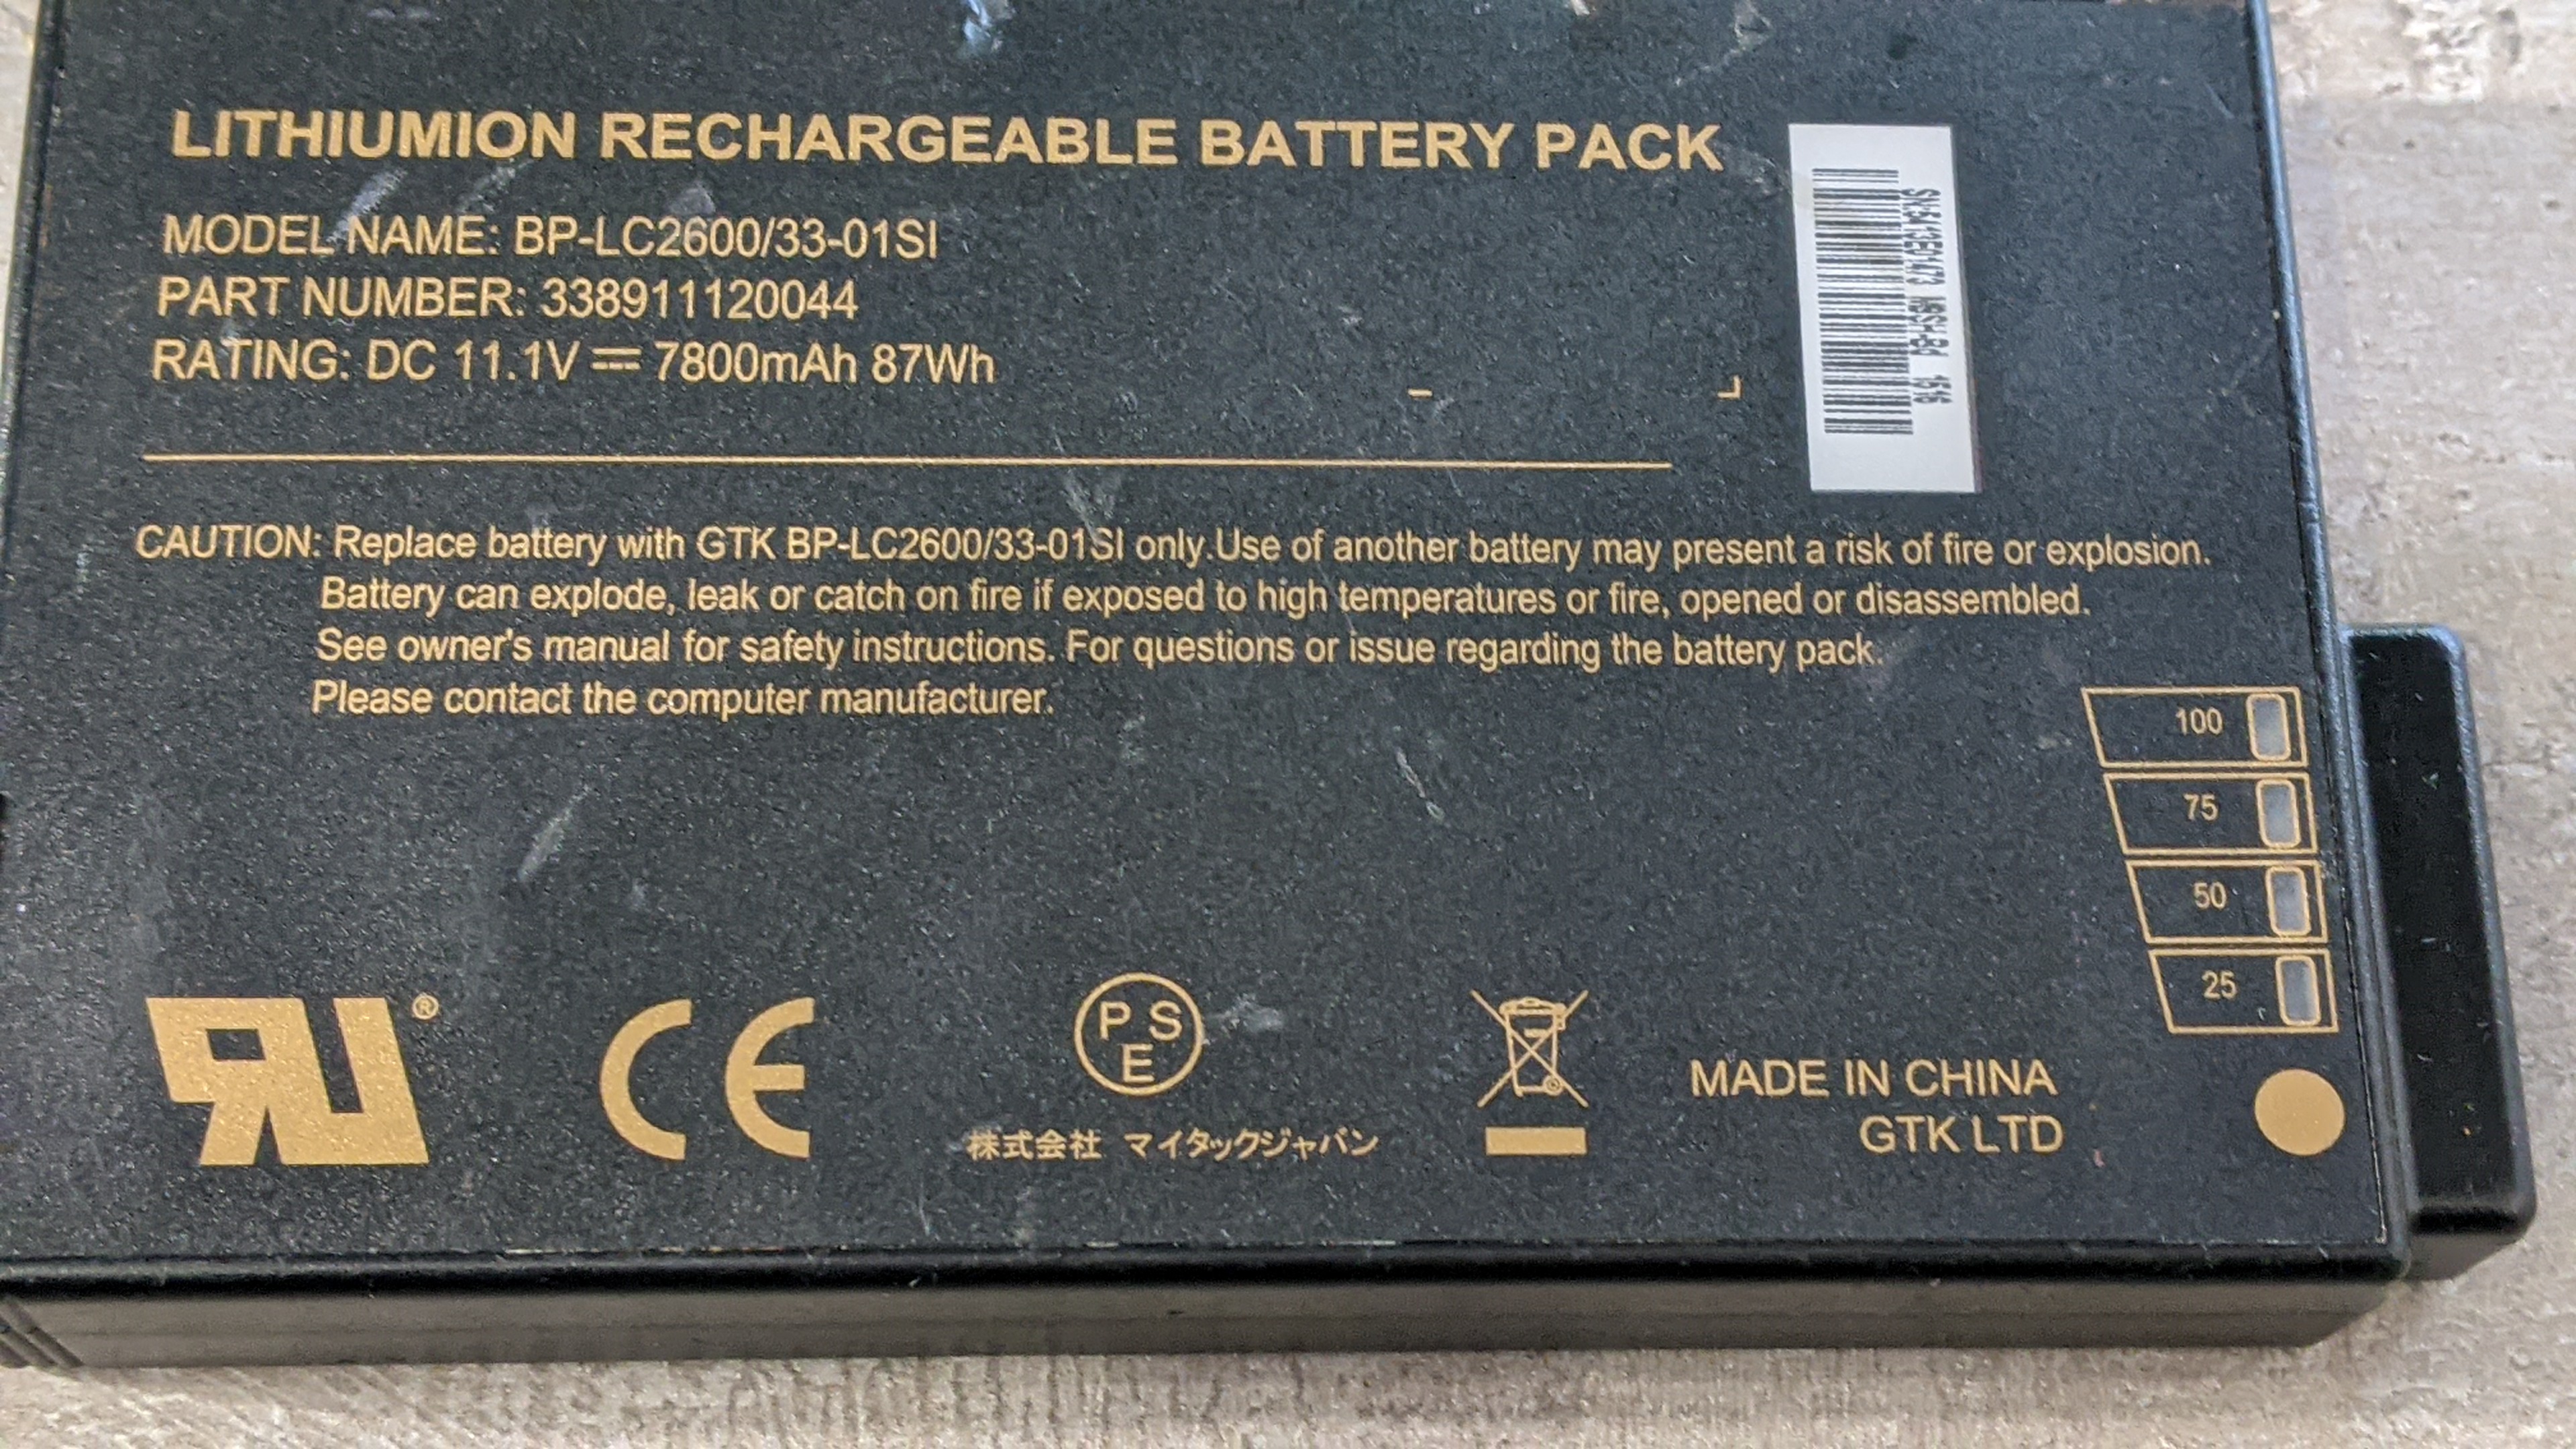 LITHIUMION RECHARGEABLE BATTERY PACK
MODEL NAME: BP-LC2600/33-01SI
PART NUMBER: 338911120044
RATING: DC 11.1V ⎓ 7800mAh 87Wh
CAUTION: Replace battery with GTK BP-LC2600/33-01SI only.Use of another battery may present a risk of fire or explosion.
Battery can explode, leak or catch on fire if exposed to high temperatures or fire, opened or disassembled.
See owner's manual for safety instructions. For questions or issue regarding the battery pack.
Please contact the computer manufacturer.
100
75
50
25
RU®
CE
PSE
株式会社 マイタックジャパン
MADE IN CHINA
GTK LTD